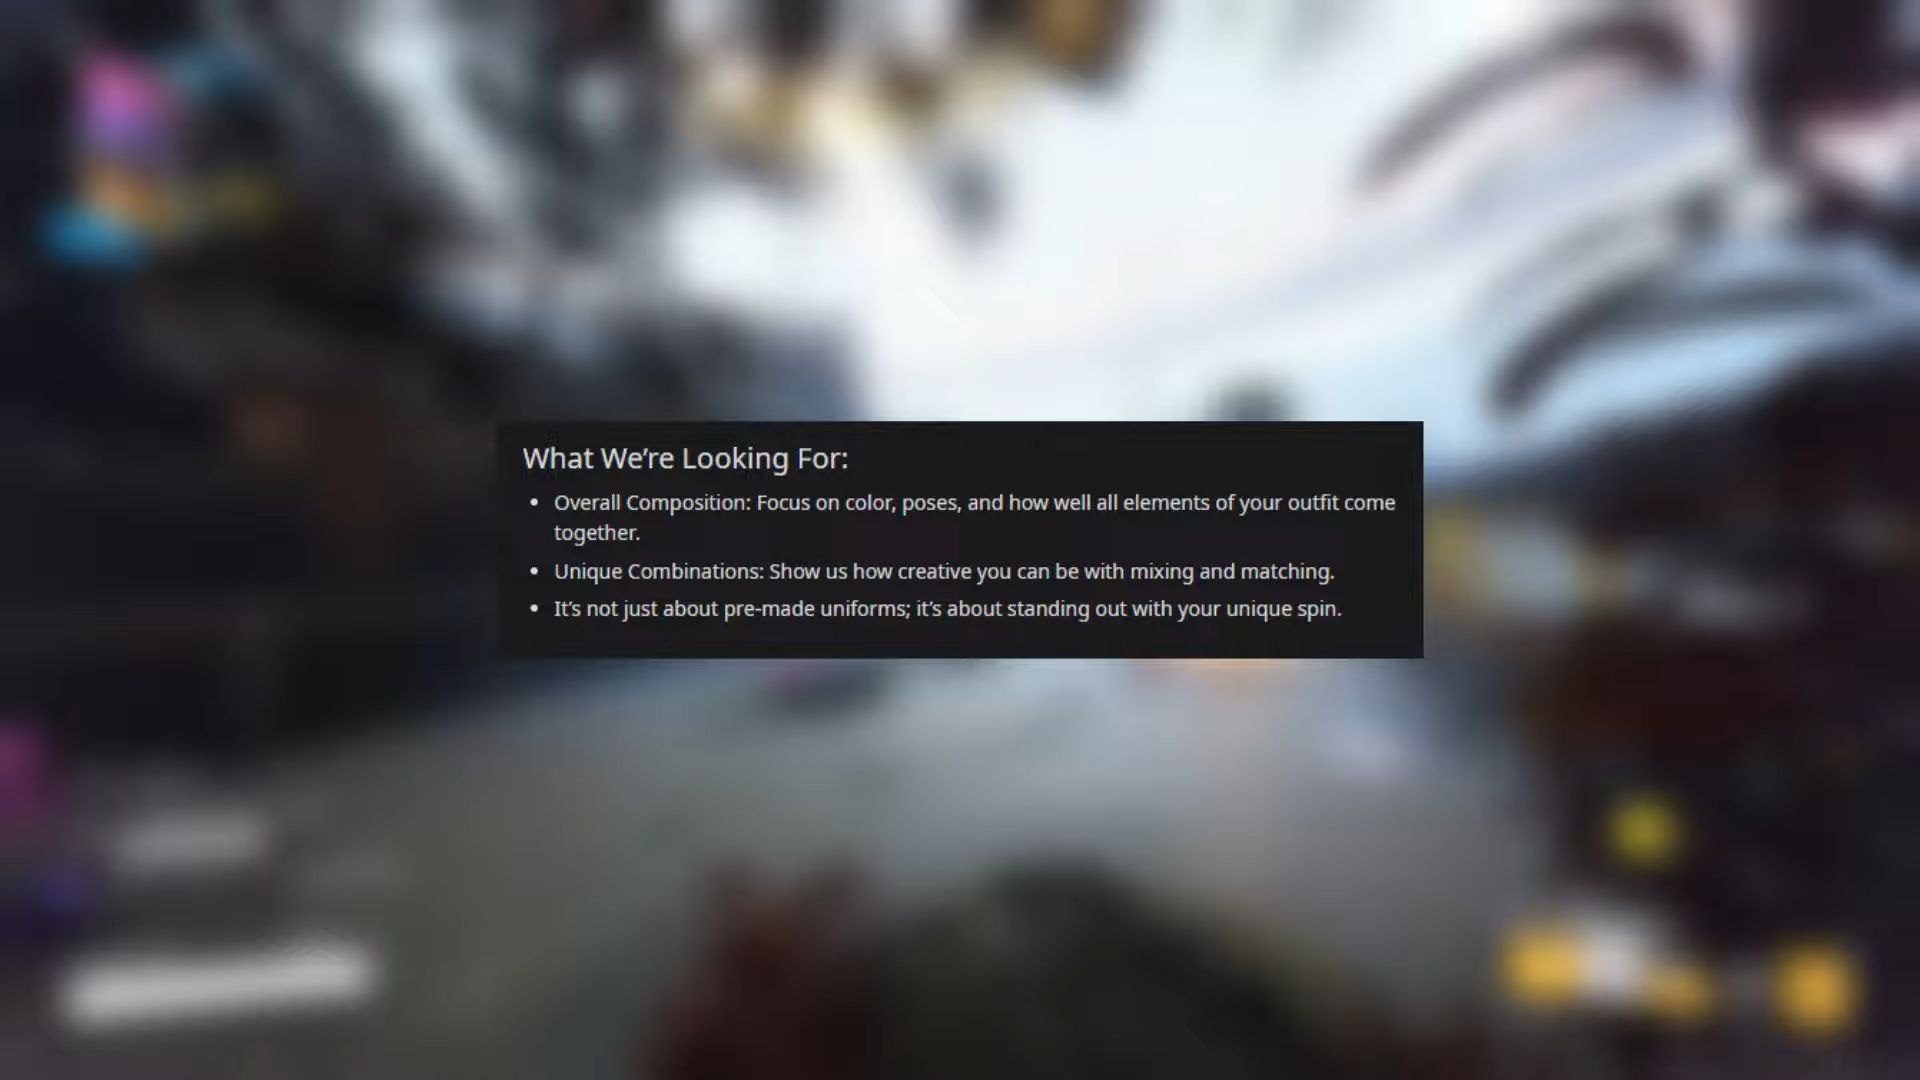 What We’re Looking For:
• Overall Composition: Focus on color, poses, and how well all elements of your outfit come
together.
• Unique Combinations: Show us how creative you can be with mixing and matching.
• It’s not just about pre-made uniforms; it’s about standing out with your unique spin.